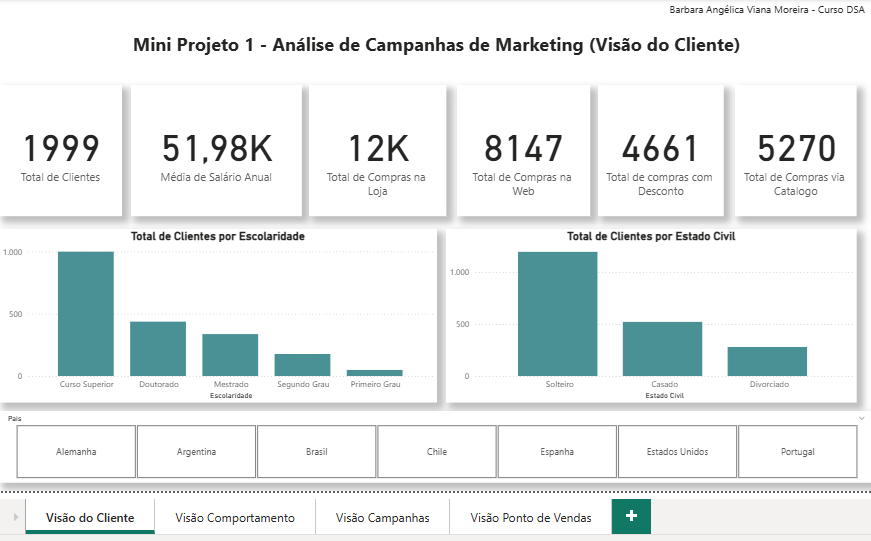 Barbara Angélica Viana Moreira - Curso DSA
Mini Projeto 1 - Análise de Campanhas de Marketing (Visão do Cliente)
1999
Total de Clientes
51,98K
Média de Salário Anual
12K
Total de Compras na
Loja
8147
Total de Compras na
Web
4661
Total de compras com
Desconto
5270
Total de Compras via
Catalogo
Total de Clientes por Escolaridade
1.000
500
0
Curso Superior
Doutorado
Mestrado
Segundo Grau
Primeiro Grau
Escolaridade
Total de Clientes por Estado Civil
1.000
500
0
Solteiro
Casado
Divorciado
Estado Civil
Pais
Alemanha
Argentina
Brasil
Chile
Espanha
Estados Unidos
Portugal
Visão do Cliente
Visão Comportamento
Visão Campanhas
Visão Ponto de Vendas
+